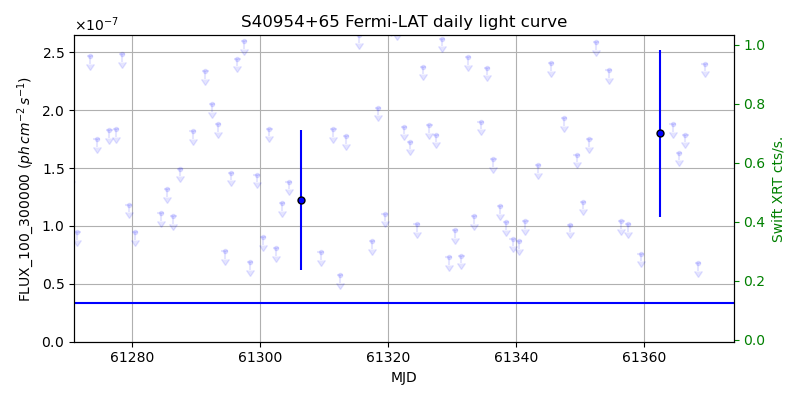 S40954+65 Fermi-LAT daily light curve
×10⁻⁷
FLUX_100_300000 (ph cm⁻² s⁻¹)
2.5
2.0
1.5
1.0
0.5
0.0
61280 61300 61320 61340 61360
MJD
1.0
0.8
0.6
0.4
0.2
0.0
Swift XRT cts/s.